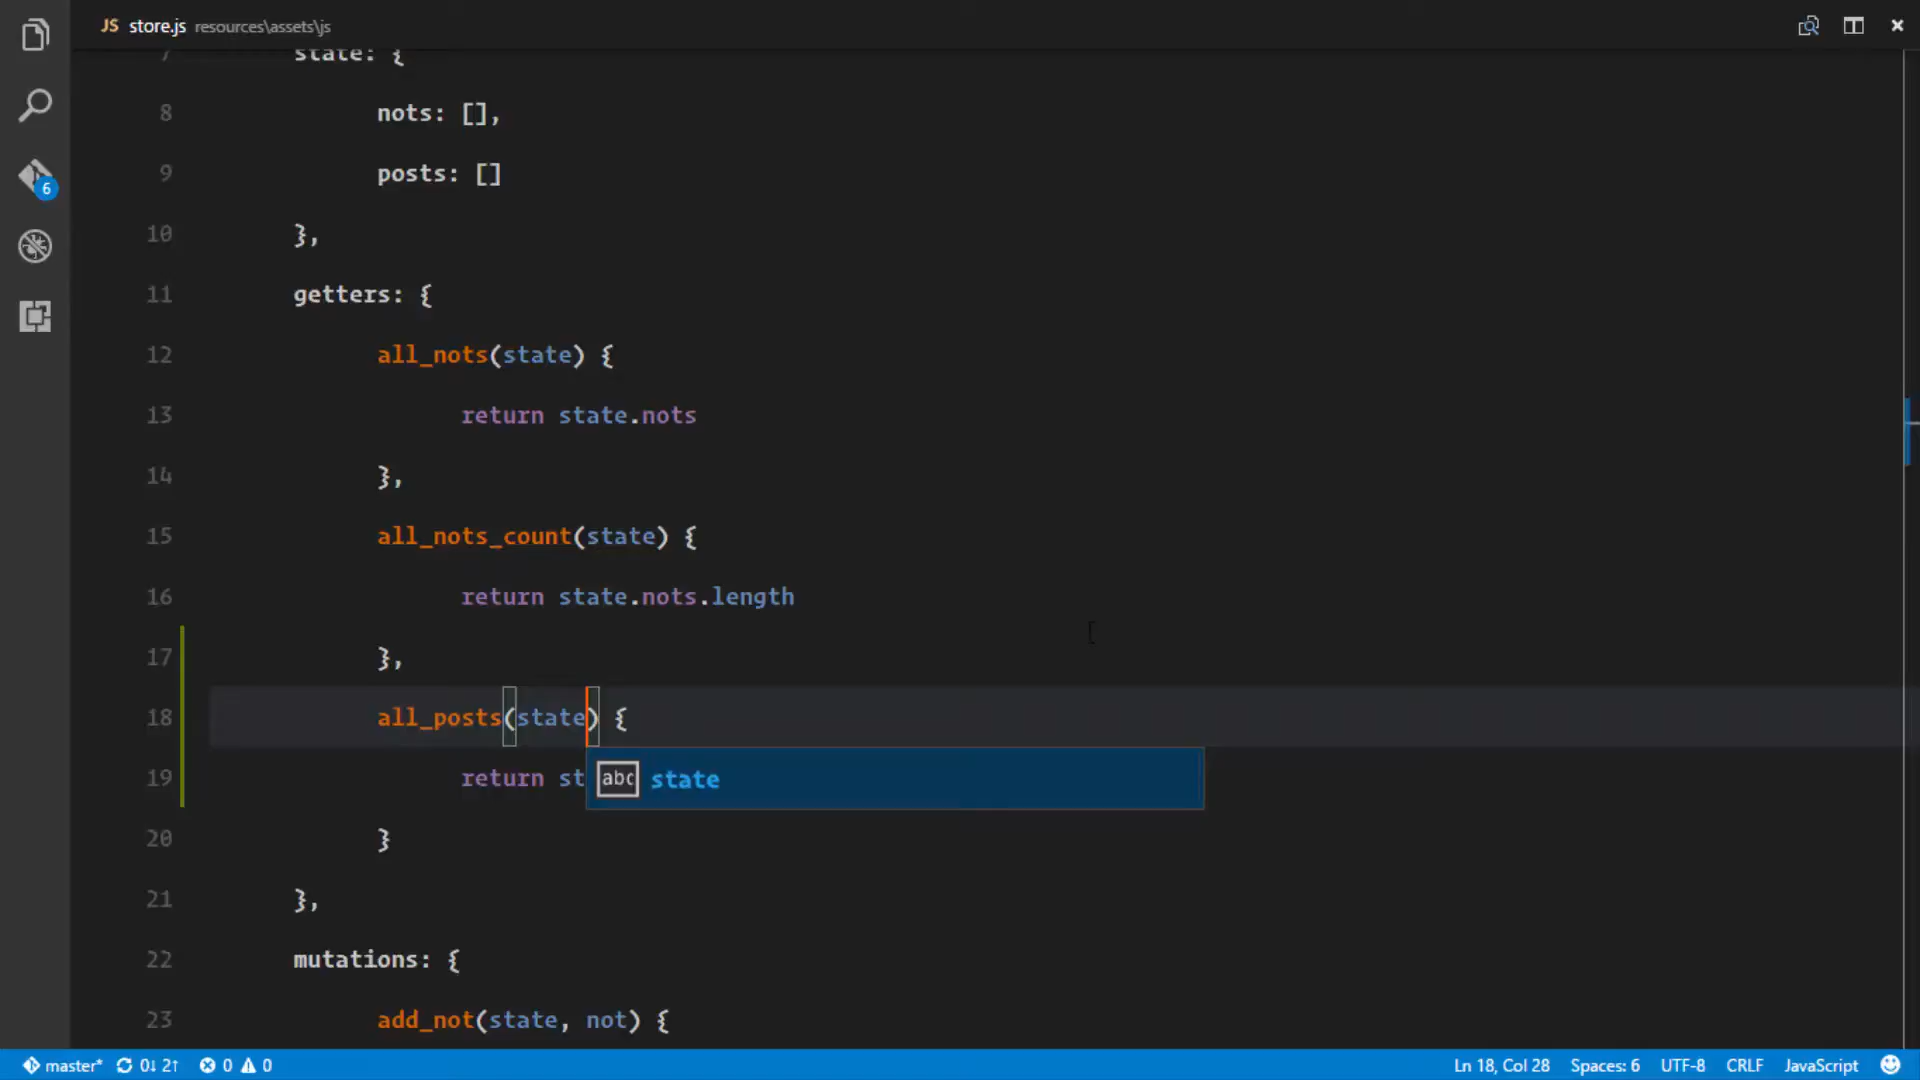 JS store.js resources\assets\js
7 state: {
8 nots: [],
9 posts: []
10 },
11 getters: {
12 all_nots(state) {
13 return state.nots
14 },
15 all_nots_count(state) {
16 return state.nots.length
17 },
18 all_posts(state) {
19 return st
abc state
20 }
21 },
22 mutations: {
23 add_not(state, not) {
6
master* 0↓ 2↑ 0 0 Ln 18, Col 28 Spaces: 6 UTF-8 CRLF JavaScript